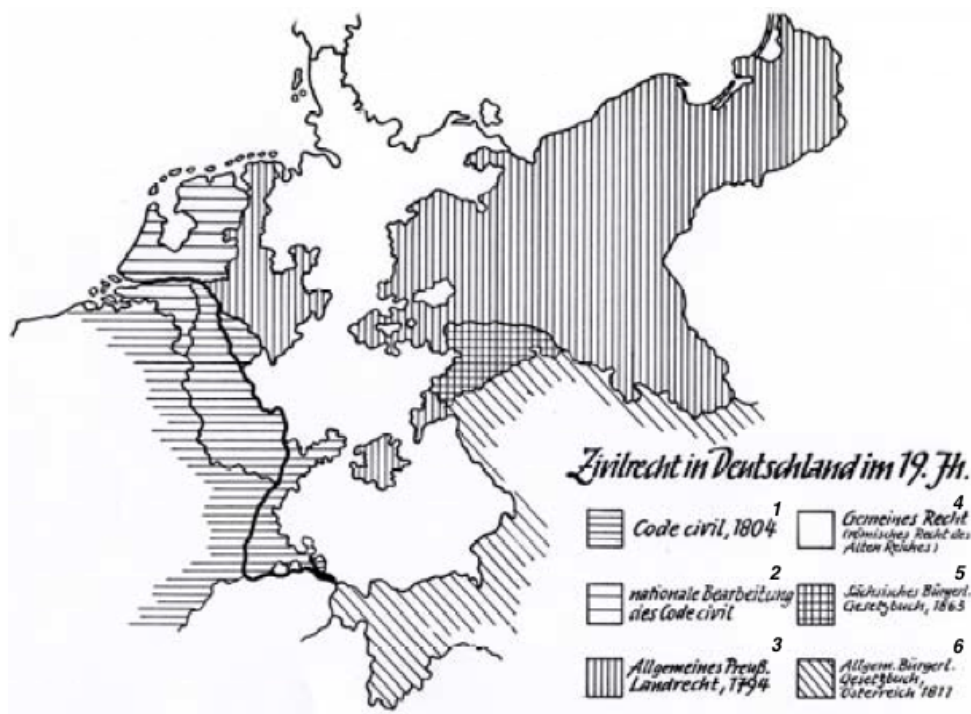 Zivilrecht in Deutschland im 19. Jh.
1
Code civil, 1804
2
nationale Bearbeitung
des Code civil
3
Allgemeines Preuß.
Landrecht, 1794
4
Gemeines Recht
(römisches Recht des
Alten Reiches)
5
Sächsisches Bürgerl.
Gesetzbuch, 1863
6
Allgem. Bürgerl.
Gesetzbuch,
Österreich 1811